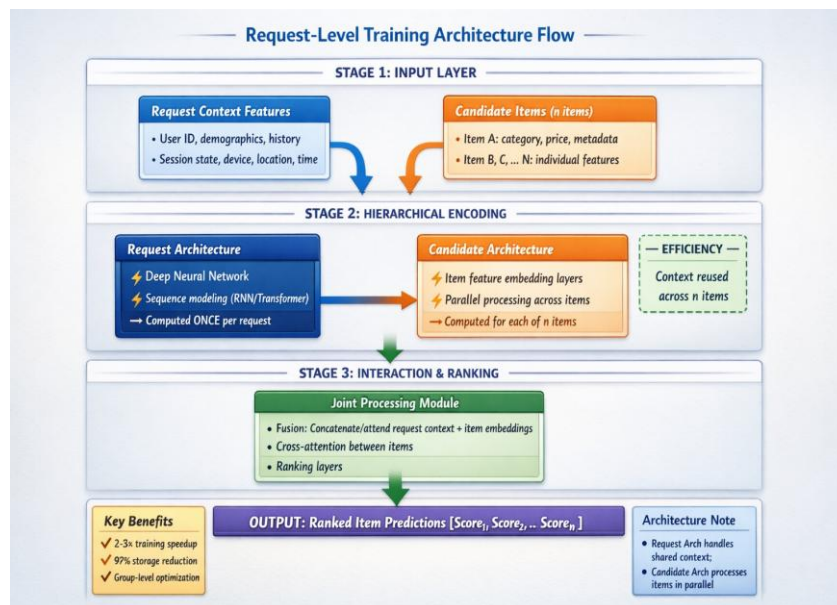 Request-Level Training Architecture Flow
STAGE 1: INPUT LAYER
Request Context Features
• User ID, demographics, history
• Session state, device, location, time
Candidate Items (n items)
• Item A: category, price, metadata
• Item B, C, ... N: individual features
STAGE 2: HIERARCHICAL ENCODING
Request Architecture
⚡ Deep Neural Network
⚡ Sequence modeling (RNN/Transformer)
→ Computed ONCE per request
Candidate Architecture
⚡ Item feature embedding layers
⚡ Parallel processing across items
→ Computed for each of n items
— EFFICIENCY —
Context reused
across n items
STAGE 3: INTERACTION & RANKING
Joint Processing Module
• Fusion: Concatenate/attend request context + item embeddings
• Cross-attention between items
• Ranking layers
Key Benefits
✓ 2-3x training speedup
✓ 97% storage reduction
✓ Group-level optimization
OUTPUT: Ranked Item Predictions [Score₁, Score₂, .. Scoreₙ ]
Architecture Note
• Request Arch handles
shared context;
• Candidate Arch processes
items in parallel